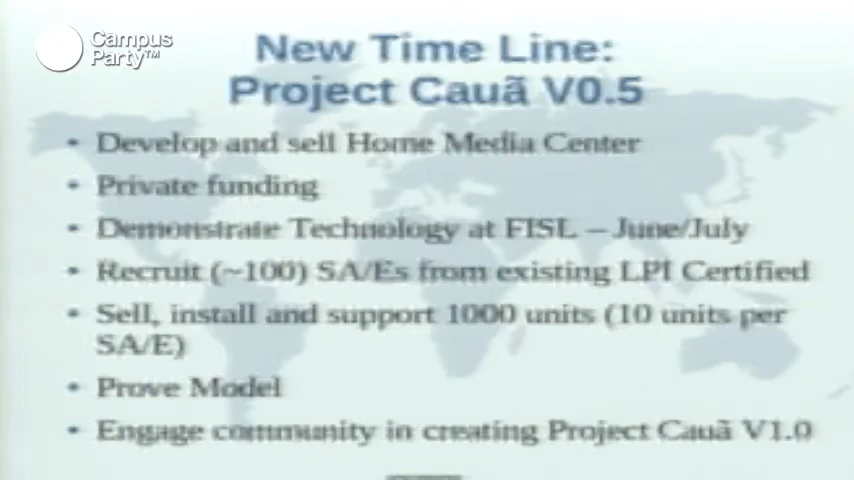 Campus
Party™
New Time Line:
Project Cauã V0.5
• Develop and sell Home Media Center
• Private funding
• Demonstrate Technology at FISL – June/July
• Recruit (~100) SA/Es from existing LPI Certified
• Sell, install and support 1000 units (10 units per
SA/E)
• Prove Model
• Engage community in creating Project Cauã V1.0